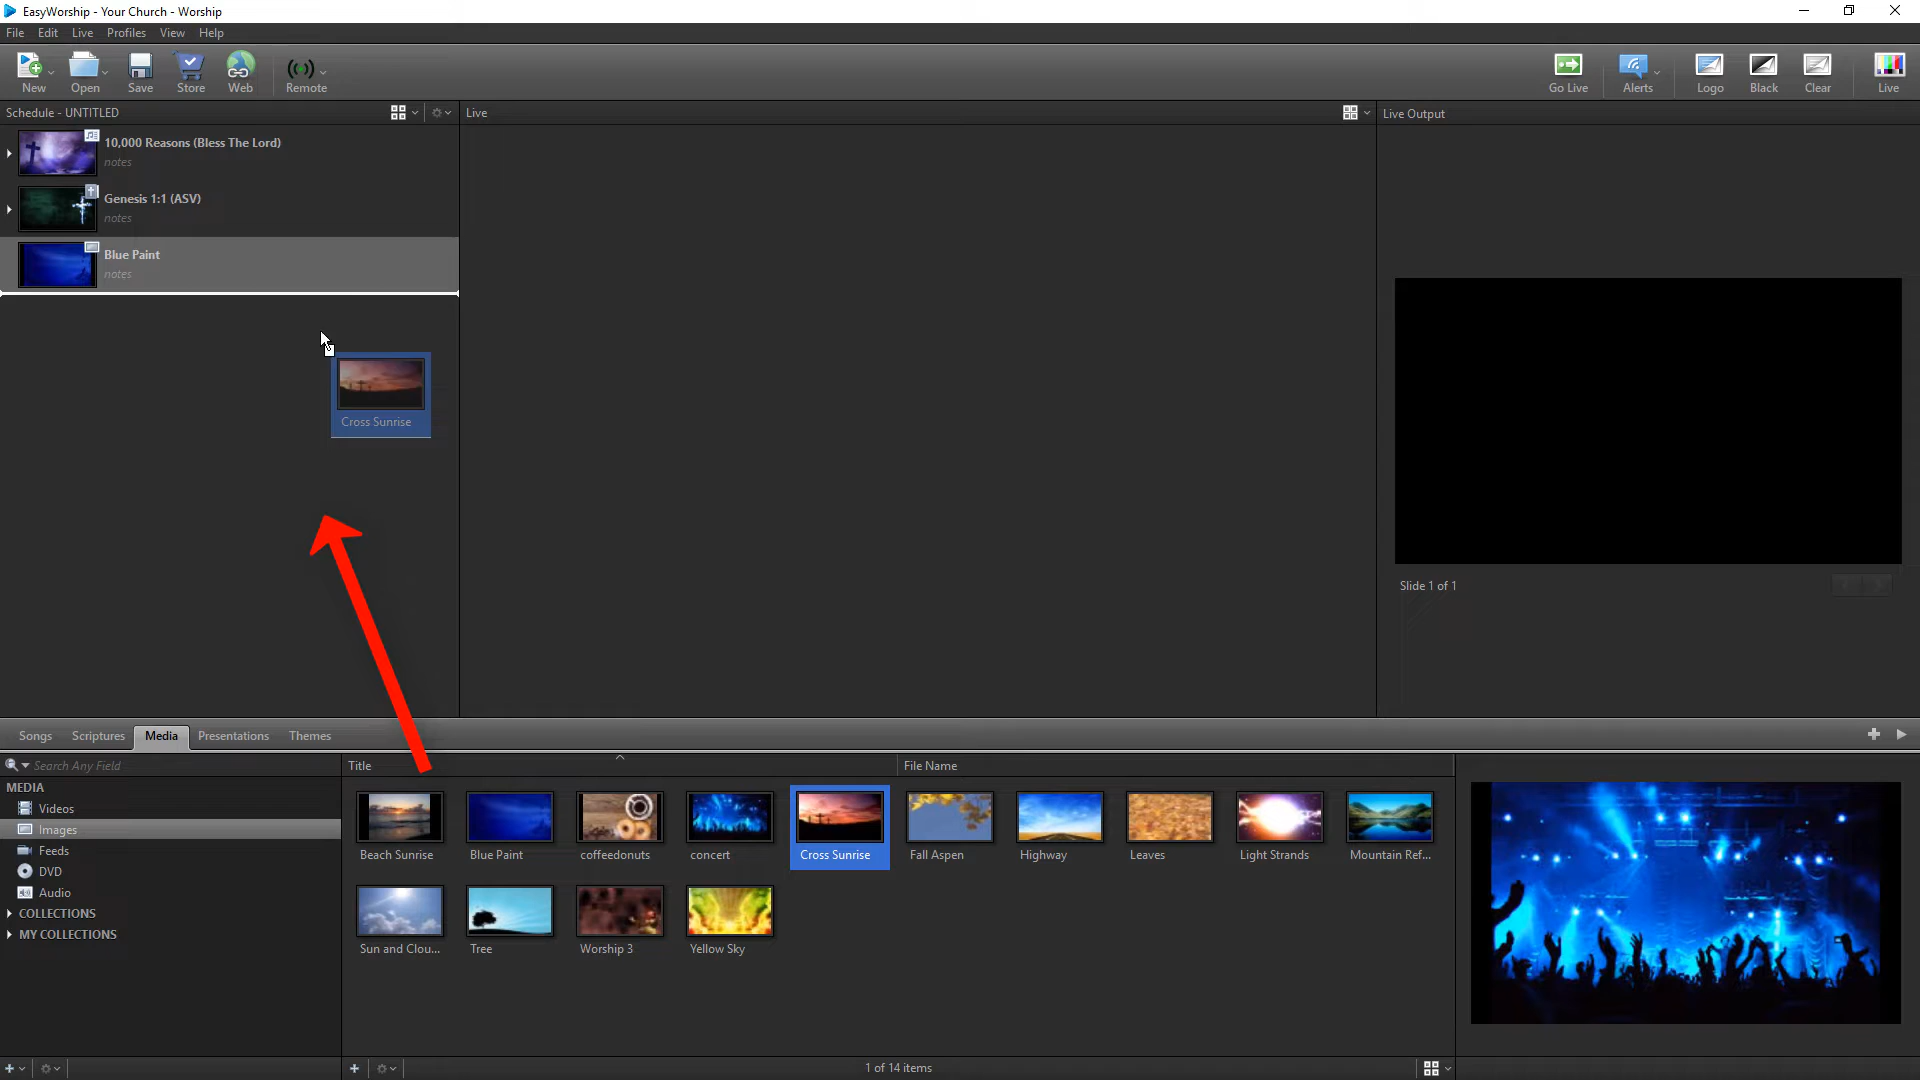 EasyWorship - Your Church - Worship
File Edit Live Profiles View Help
New Open Save Store Web Remote Go Live Alerts Logo Black Clear Live
Schedule - UNTITLED
Live
Live Output
10,000 Reasons (Bless The Lord)
notes
Genesis 1:1 (ASV)
notes
Blue Paint
notes
Cross Sunrise
Slide 1 of 1
Songs Scriptures Media Presentations Themes
Search Any Field
Title
File Name
MEDIA
Videos
Images
Feeds
DVD
Audio
COLLECTIONS
MY COLLECTIONS
Beach Sunrise Blue Paint coffeedonuts concert Cross Sunrise Fall Aspen Highway Leaves Light Strands Mountain Ref...
Sun and Clou... Tree Worship 3 Yellow Sky
1 of 14 items